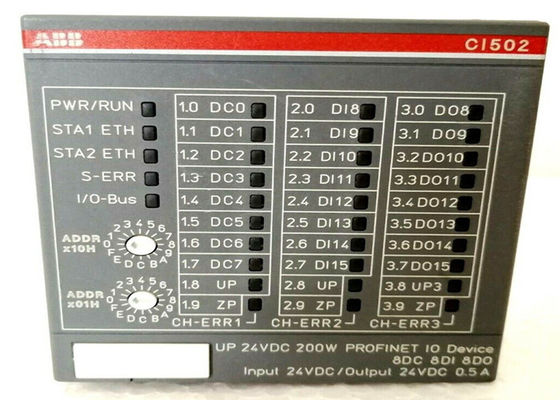 ABB CI502
PWR/RUN 1.0 DC0 2.0 DI8 3.0 DO8
STA1 ETH 1.1 DC1 2.1 DI9 3.1 DO9
STA2 ETH 1.2 DC2 2.2 DI10 3.2 DO10
S-ERR 1.3 DC3 2.3 DI11 3.3 DO11
I/O-Bus 1.4 DC4 2.4 DI12 3.4 DO12
1.5 DC5 2.5 DI13 3.5 DO13
ADDR x10H 0123456789ABCDEF 1.6 DC6 2.6 DI14 3.6 DO14
1.7 DC7 2.7 DI15 3.7 DO15
1.8 UP 2.8 UP 3.8 UP3
ADDR x01H 0123456789ABCDEF 1.9 ZP 2.9 ZP 3.9 ZP
CH-ERR1 CH-ERR2 CH-ERR3
UP 24VDC 200W PROFINET IO Device
8DC 8DI 8DO
Input 24VDC/Output 24VDC 0.5A